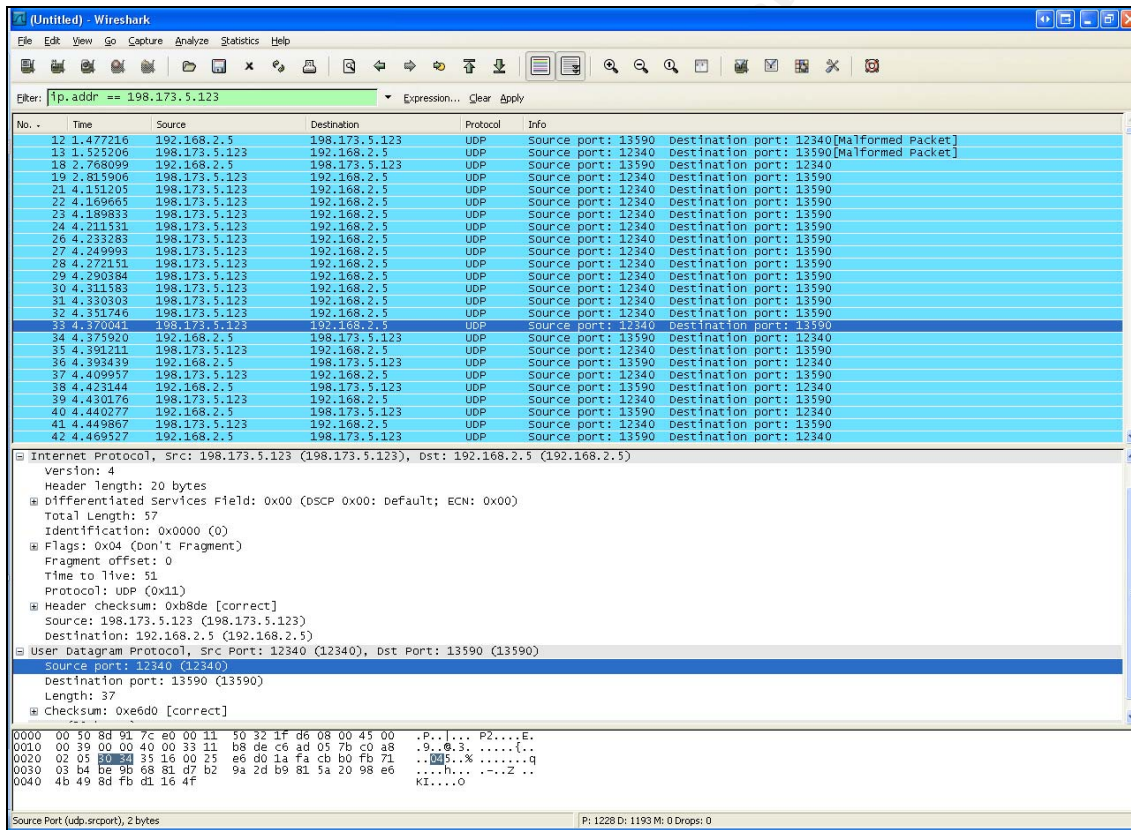 (Untitled) - Wireshark
File Edit View Go Capture Analyze Statistics Help
Filter: ip.addr == 198.173.5.123 Expression... Clear Apply
No. . Time Source Destination Protocol Info
12 1.477216 192.168.2.5 198.173.5.123 UDP Source port: 13590 Destination port: 12340[Malformed Packet]
13 1.525206 198.173.5.123 192.168.2.5 UDP Source port: 12340 Destination port: 13590[Malformed Packet]
18 2.768099 192.168.2.5 198.173.5.123 UDP Source port: 13590 Destination port: 12340
19 2.815906 198.173.5.123 192.168.2.5 UDP Source port: 12340 Destination port: 13590
21 4.151205 198.173.5.123 192.168.2.5 UDP Source port: 12340 Destination port: 13590
22 4.169665 198.173.5.123 192.168.2.5 UDP Source port: 12340 Destination port: 13590
23 4.189833 198.173.5.123 192.168.2.5 UDP Source port: 12340 Destination port: 13590
24 4.211531 198.173.5.123 192.168.2.5 UDP Source port: 12340 Destination port: 13590
26 4.233283 198.173.5.123 192.168.2.5 UDP Source port: 12340 Destination port: 13590
27 4.249993 198.173.5.123 192.168.2.5 UDP Source port: 12340 Destination port: 13590
28 4.272151 198.173.5.123 192.168.2.5 UDP Source port: 12340 Destination port: 13590
29 4.290384 198.173.5.123 192.168.2.5 UDP Source port: 12340 Destination port: 13590
30 4.311583 198.173.5.123 192.168.2.5 UDP Source port: 12340 Destination port: 13590
31 4.330303 198.173.5.123 192.168.2.5 UDP Source port: 12340 Destination port: 13590
32 4.351746 198.173.5.123 192.168.2.5 UDP Source port: 12340 Destination port: 13590
33 4.370041 198.173.5.123 192.168.2.5 UDP Source port: 12340 Destination port: 13590
34 4.375920 192.168.2.5 198.173.5.123 UDP Source port: 13590 Destination port: 12340
35 4.391211 198.173.5.123 192.168.2.5 UDP Source port: 12340 Destination port: 13590
36 4.393439 192.168.2.5 198.173.5.123 UDP Source port: 13590 Destination port: 12340
37 4.409957 198.173.5.123 192.168.2.5 UDP Source port: 12340 Destination port: 13590
38 4.423144 192.168.2.5 198.173.5.123 UDP Source port: 13590 Destination port: 12340
39 4.430176 198.173.5.123 192.168.2.5 UDP Source port: 12340 Destination port: 13590
40 4.440277 192.168.2.5 198.173.5.123 UDP Source port: 13590 Destination port: 12340
41 4.449867 198.173.5.123 192.168.2.5 UDP Source port: 12340 Destination port: 13590
42 4.469527 192.168.2.5 198.173.5.123 UDP Source port: 13590 Destination port: 12340
Internet Protocol, Src: 198.173.5.123 (198.173.5.123), Dst: 192.168.2.5 (192.168.2.5)
Version: 4
Header length: 20 bytes
Differentiated Services Field: 0x00 (DSCP 0x00: Default; ECN: 0x00)
Total Length: 57
Identification: 0x0000 (0)
Flags: 0x04 (Don't Fragment)
Fragment offset: 0
Time to live: 51
Protocol: UDP (0x11)
Header checksum: 0xb8de [correct]
Source: 198.173.5.123 (198.173.5.123)
Destination: 192.168.2.5 (192.168.2.5)
User Datagram Protocol, Src Port: 12340 (12340), Dst Port: 13590 (13590)
Source port: 12340 (12340)
Destination port: 13590 (13590)
Length: 37
Checksum: 0xe6d0 [correct]
0000 00 50 8d 91 7c e0 00 11 50 32 1f d6 08 00 45 00 .P..|... P2....E.
0010 00 39 00 00 40 00 33 11 b8 de c6 ad 05 7b c0 a8 .9..@.3. .....{..
0020 02 05 30 34 35 16 00 25 e6 d0 1a fa cb b0 fb 71 ..045..% .......q
0030 03 b4 be 9b 68 81 d7 b2 9a 2d b9 81 5a 20 98 e6 ....h... .-..Z ..
0040 4b 49 8d fb d1 16 4f KI....O
Source Port (udp.srcport), 2 bytes P: 1228 D: 1193 M: 0 Drops: 0